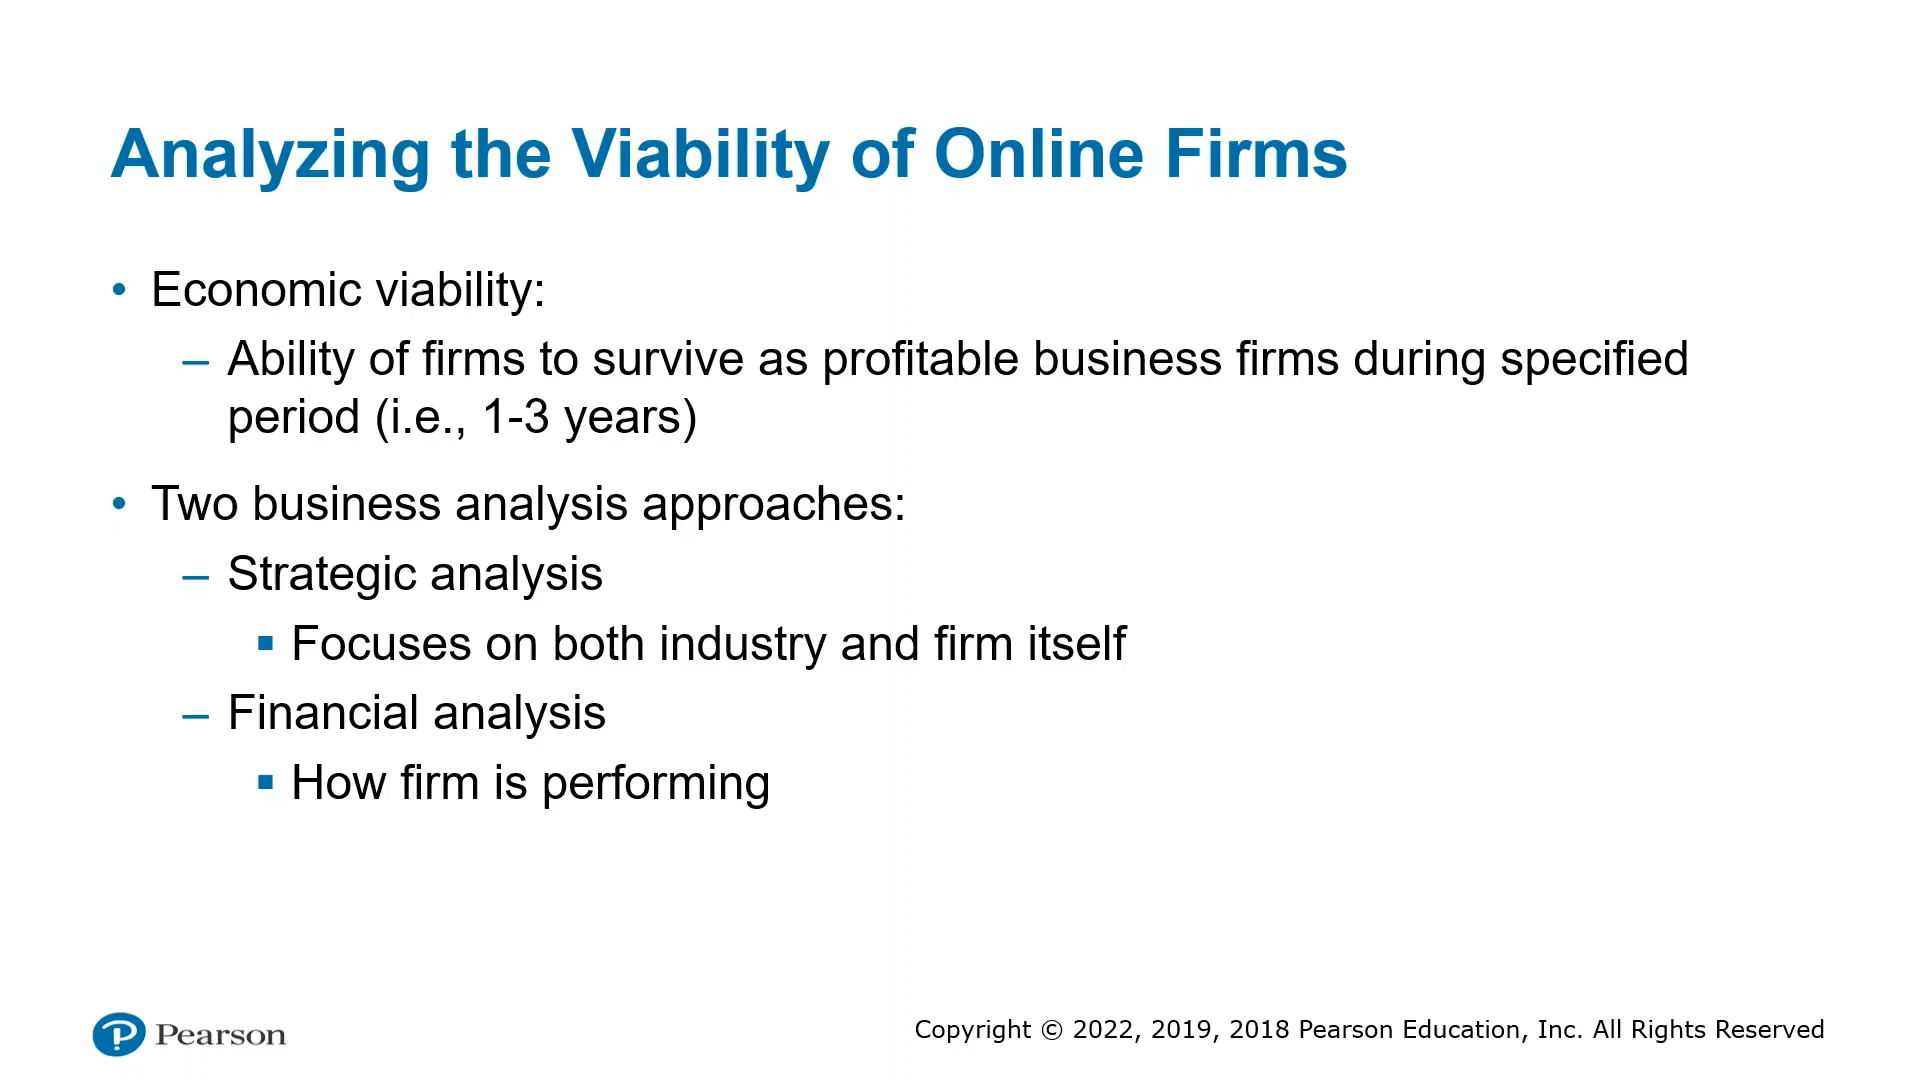 Analyzing the Viability of Online Firms
• Economic viability:
– Ability of firms to survive as profitable business firms during specified
period (i.e., 1-3 years)
• Two business analysis approaches:
– Strategic analysis
▪ Focuses on both industry and firm itself
– Financial analysis
▪ How firm is performing
Pearson
Copyright © 2022, 2019, 2018 Pearson Education, Inc. All Rights Reserved